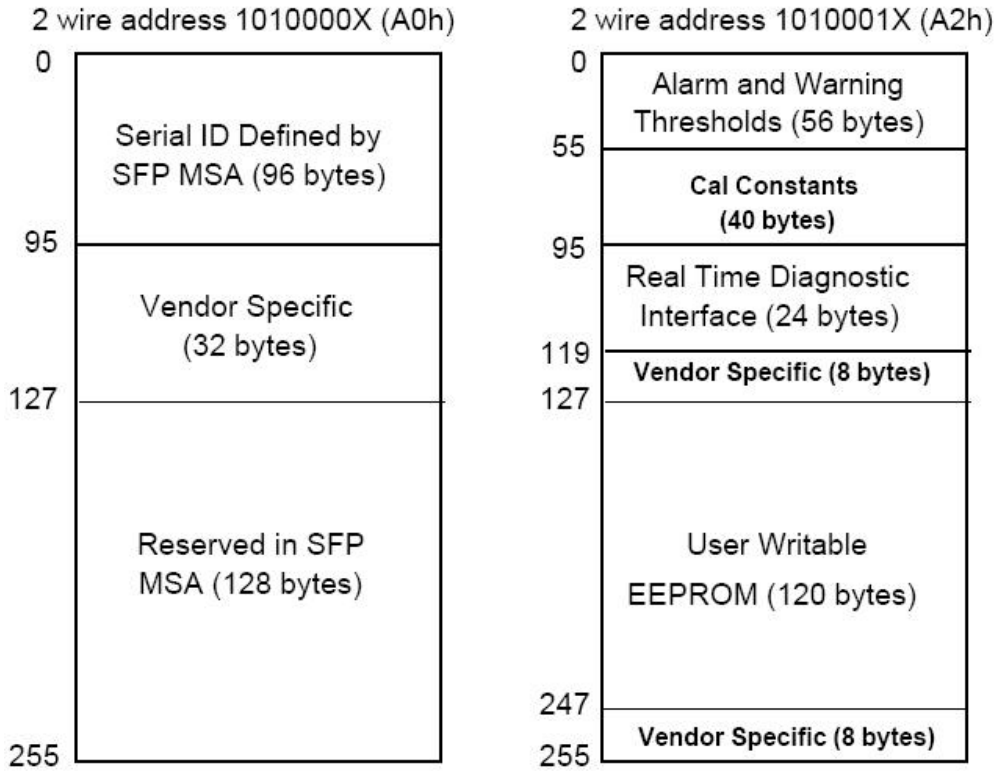 2 wire address 1010000X (A0h)
0
Serial ID Defined by
SFP MSA (96 bytes)
95
Vendor Specific
(32 bytes)
127
Reserved in SFP
MSA (128 bytes)
255
2 wire address 1010001X (A2h)
0
Alarm and Warning
Thresholds (56 bytes)
55
Cal Constants
(40 bytes)
95
Real Time Diagnostic
Interface (24 bytes)
119
Vendor Specific (8 bytes)
127
User Writable
EEPROM (120 bytes)
247
Vendor Specific (8 bytes)
255